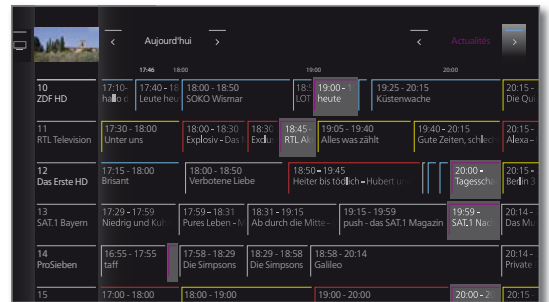 ‹ Aujourd'hui › ‹ Actualités ›
17:46 18:00 19:00 20:00
10 17:10- 17:40 - 18 18:00 - 18:50 19:00 - 19:25 - 20:15 20:15 -
ZDF HD Leute heu SOKO Wismar LOT heute Küstenwache Die Qu
11 17:30 - 18:00 18:00 - 18:30 18:30 18:45 - 19:05 - 19:40 19:40 - 20:15 20:15 -
RTL Television Unter uns Explosiv - Das Exclu RTL Ak Alles was zählt Gute Zeiten, schlech Alexa -
12 17:15 - 18:00 18:00 - 18:50 18:50 - 19:45 20:00 - 20:15 -
Das Erste HD Brisant Verbotene Liebe Heiter bis tödlich - Hubert un Tagesscha Berlin
13 17:29 - 17:59 17:59 - 18:31 18:31 - 19:15 19:15 - 19:59 19:59 - 20:14 -
SAT.1 Bayern Niedrig und Kuh Pures Leben - M Ab durch die Mitte - push - das SAT.1 Magazin SAT.1 Nac Das Mu
14 16:55 - 17:55 17:58 - 18:29 18:29 - 18:58 18:58 - 20:14 20:14 -
ProSieben taff Die Simpsons Die Simpsons Galileo Private
15 17:00 - 18:00 18:00 - 19:00 19:00 - 20:00 20:00 - 2 20:15 -